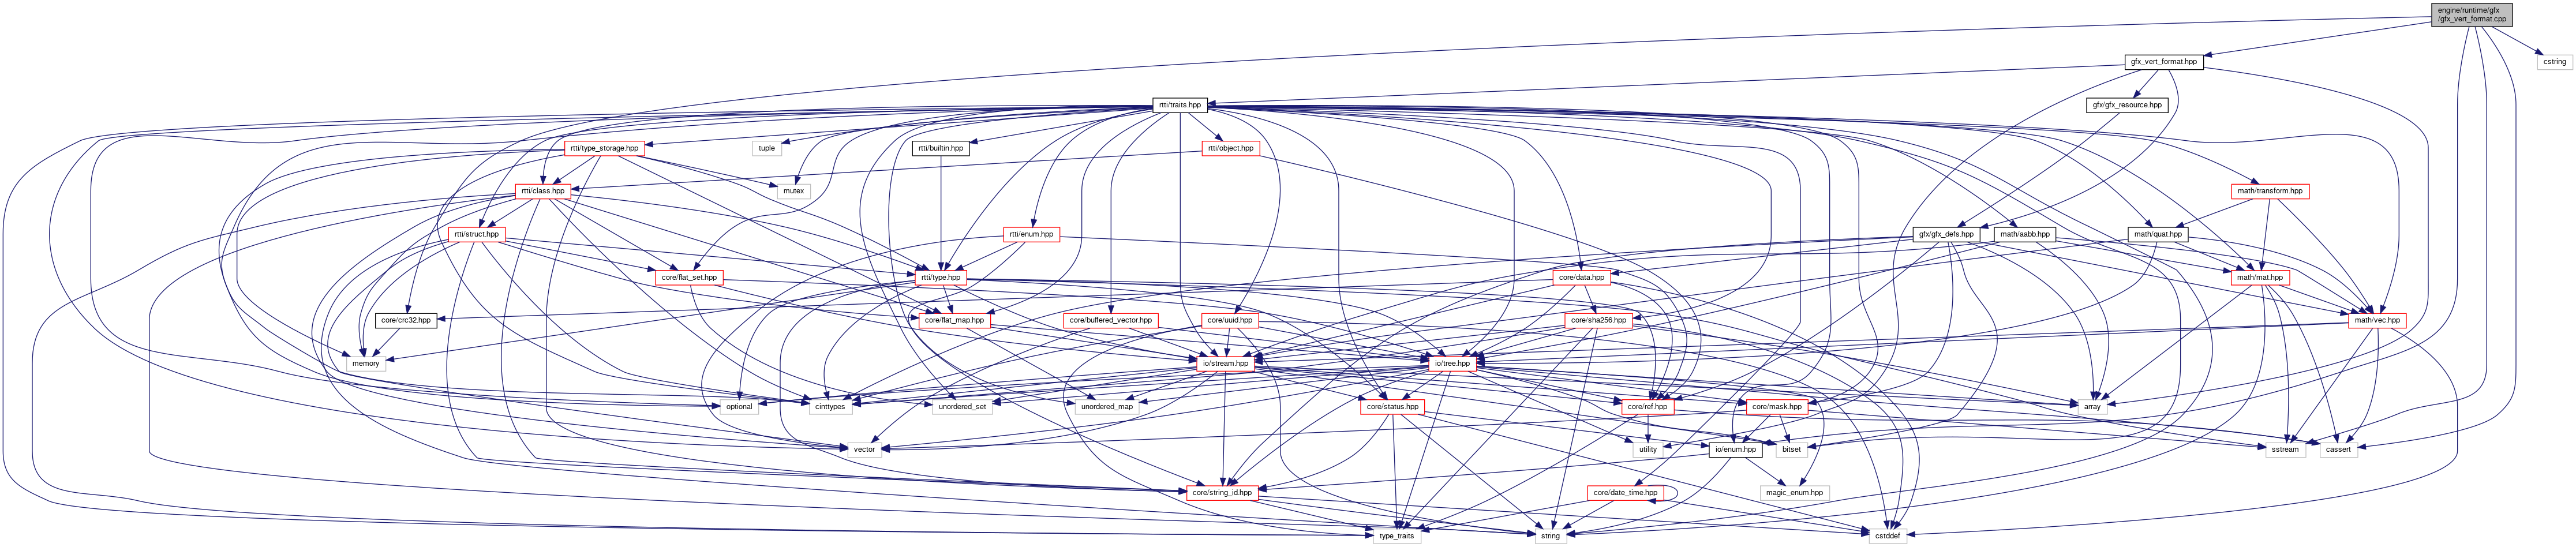 engine/runtime/gfx
/gfx_vert_format.cpp
gfx_vert_format.hpp
cstring
rtti/traits.hpp
gfx/gfx_resource.hpp
rtti/type_storage.hpp
tuple
rtti/builtin.hpp
rtti/object.hpp
rtti/class.hpp
mutex
math/transform.hpp
rtti/struct.hpp
rtti/enum.hpp
gfx/gfx_defs.hpp
math/aabb.hpp
math/quat.hpp
core/flat_set.hpp
rtti/type.hpp
core/data.hpp
math/mat.hpp
core/crc32.hpp
core/flat_map.hpp
core/buffered_vector.hpp
core/uuid.hpp
core/sha256.hpp
math/vec.hpp
memory
io/stream.hpp
io/tree.hpp
optional
cinttypes
unordered_set
unordered_map
core/status.hpp
core/ref.hpp
core/mask.hpp
array
vector
utility
io/enum.hpp
bitset
sstream
cassert
core/string_id.hpp
core/date_time.hpp
magic_enum.hpp
type_traits
string
cstddef